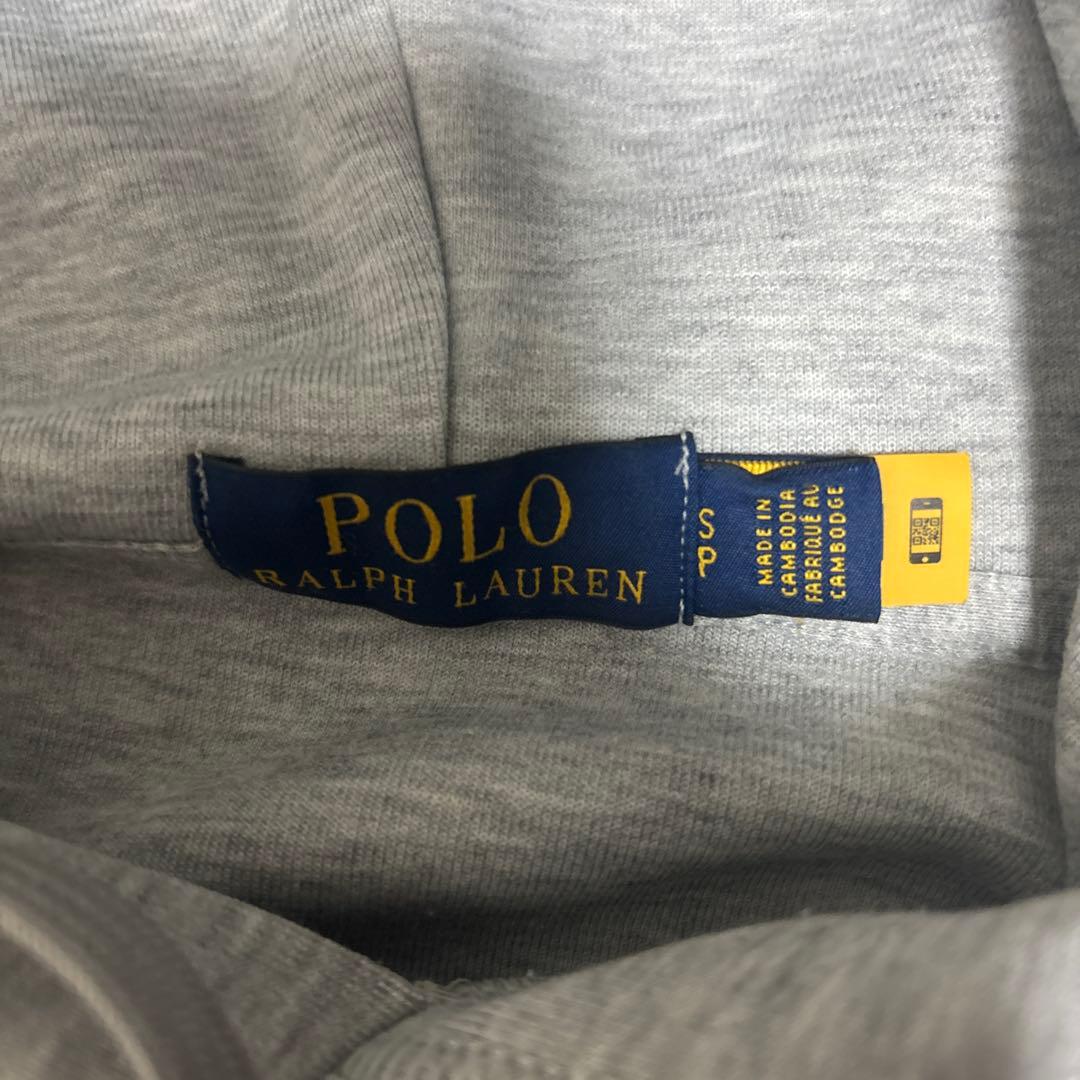 POLO
RALPH LAUREN
S
P
MADE IN
CAMBODIA
FABRIQUÉ AU
CAMBODGE